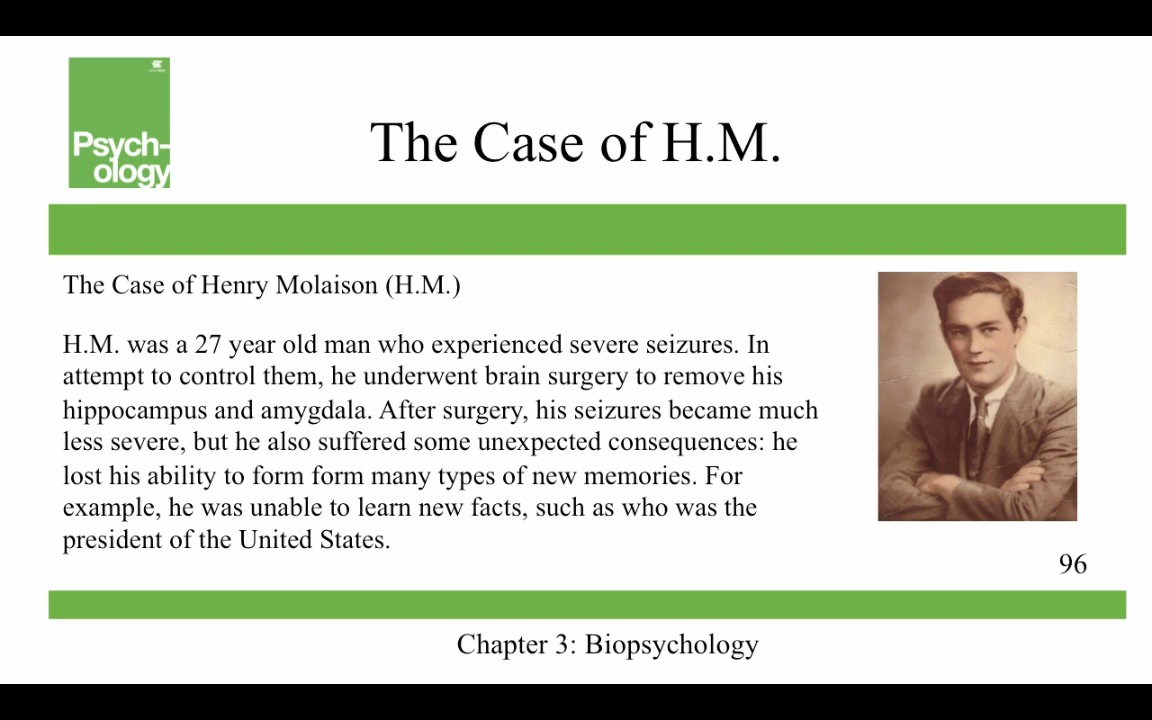 Psych-
ology
The Case of H.M.
The Case of Henry Molaison (H.M.)
H.M. was a 27 year old man who experienced severe seizures. In
attempt to control them, he underwent brain surgery to remove his
hippocampus and amygdala. After surgery, his seizures became much
less severe, but he also suffered some unexpected consequences: he
lost his ability to form form many types of new memories. For
example, he was unable to learn new facts, such as who was the
president of the United States.
96
Chapter 3: Biopsychology